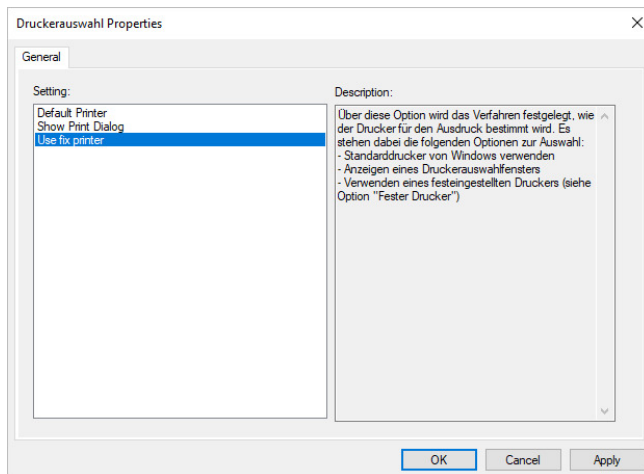 Druckerauswahl Properties
General
Setting:
Default Printer
Show Print Dialog
Use fix printer
Description:
Über diese Option wird das Verfahren festgelegt, wie
der Drucker für den Ausdruck bestimmt wird. Es
stehen dabei die folgenden Optionen zur Auswahl:
- Standarddrucker von Windows verwenden
- Anzeigen eines Druckerauswahlfensters
- Verwenden eines festeingestellten Druckers (siehe
Option "Fester Drucker")
OK
Cancel
Apply